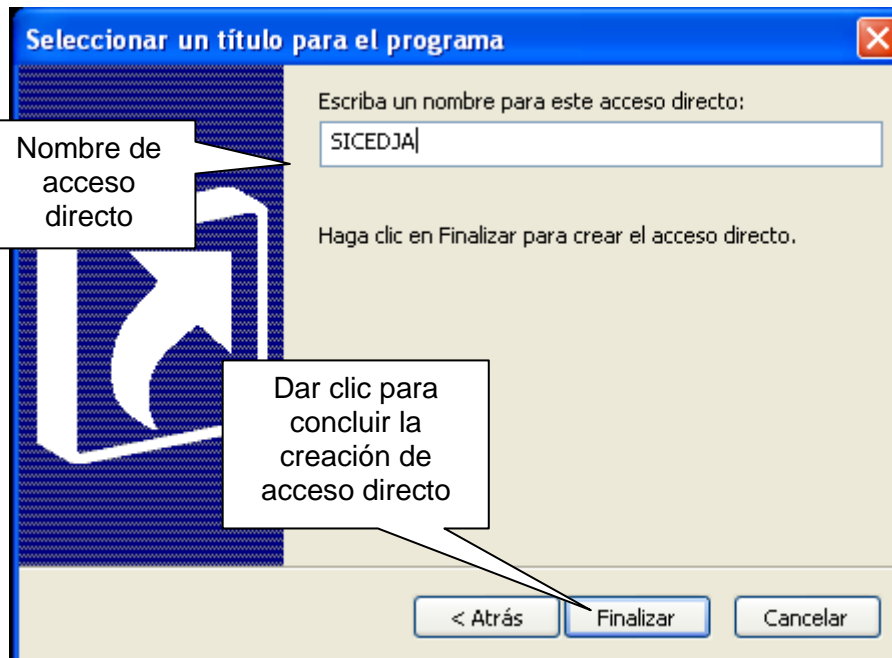 Seleccionar un título para el programa
Escriba un nombre para este acceso directo:
SICEDJA
Nombre de
acceso
directo
Haga clic en Finalizar para crear el acceso directo.
Dar clic para
concluir la
creación de
acceso directo
< Atrás Finalizar Cancelar